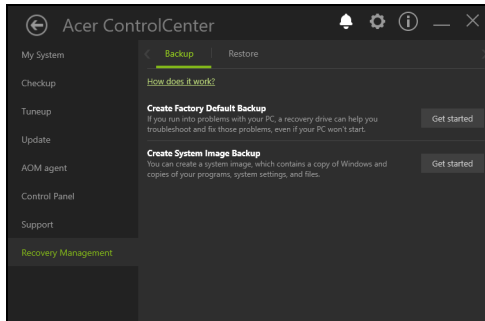 Acer ControlCenter
My System
Backup
Restore
Checkup
How does it work?
Tuneup
Create Factory Default Backup
If you run into problems with your PC, a recovery drive can help you
troubleshoot and fix those problems, even if your PC won't start.
Get started
Update
Create System Image Backup
You can create a system image, which contains a copy of Windows and
copies of your programs, system settings, and files.
Get started
AOM agent
Control Panel
Support
Recovery Management